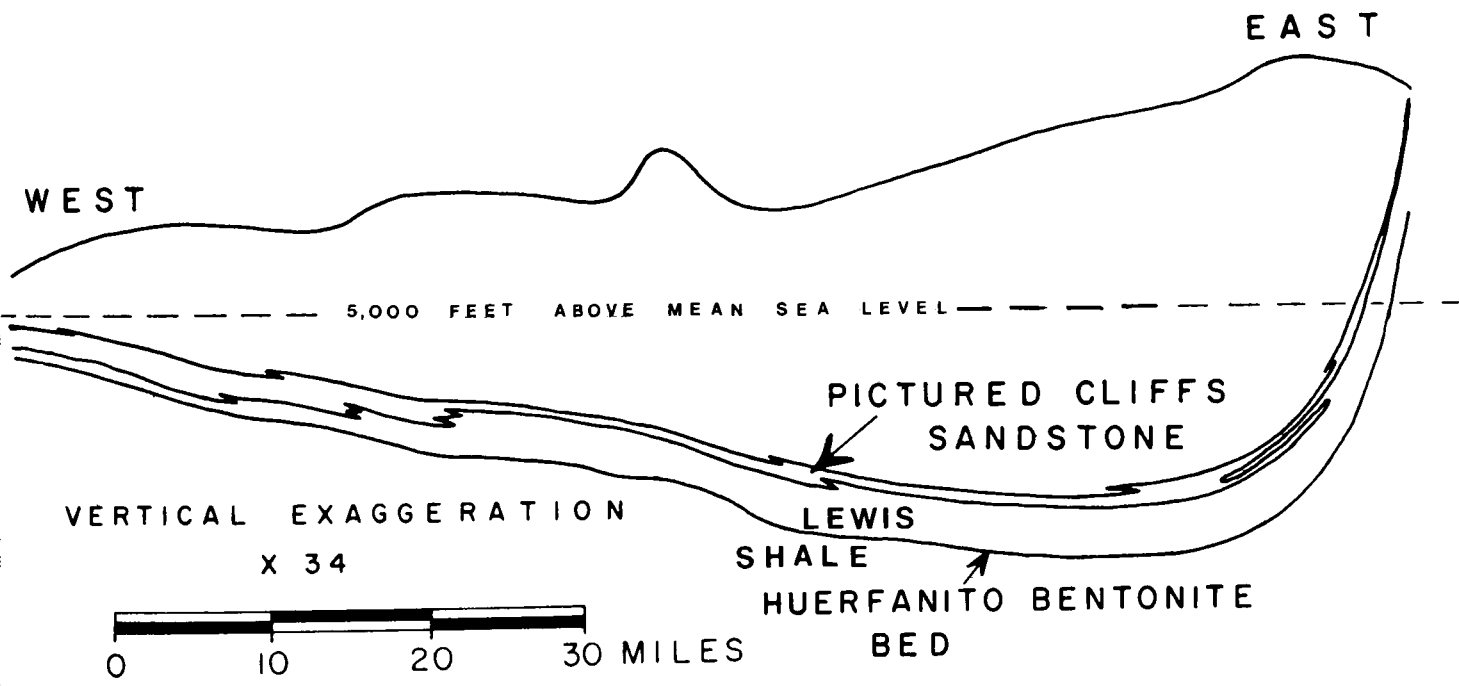 EAST
WEST
5,000 FEET ABOVE MEAN SEA LEVEL
PICTURED CLIFFS
SANDSTONE
VERTICAL EXAGGERATION
X 34
LEWIS
SHALE
HUERFANITO BENTONITE
BED
0 10 20 30 MILES